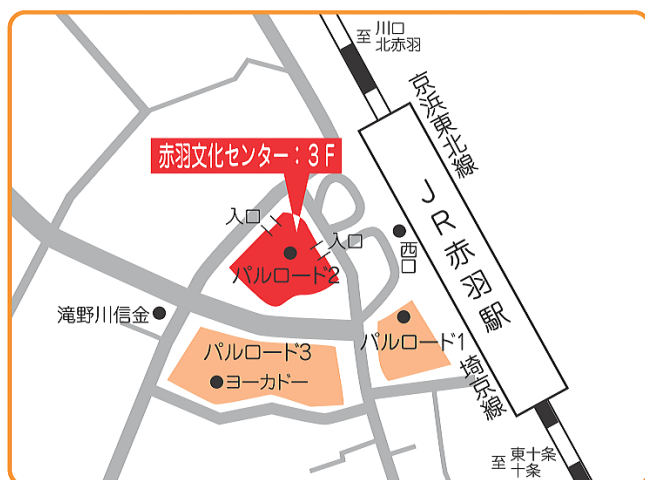 至 川口
北赤羽
京浜東北線
赤羽文化センター：3F
JR赤羽駅
入口
入口
西口
パルロード2
滝野川信金
パルロード1
パルロード3
ヨーカドー
埼京線
至 東十条
十条